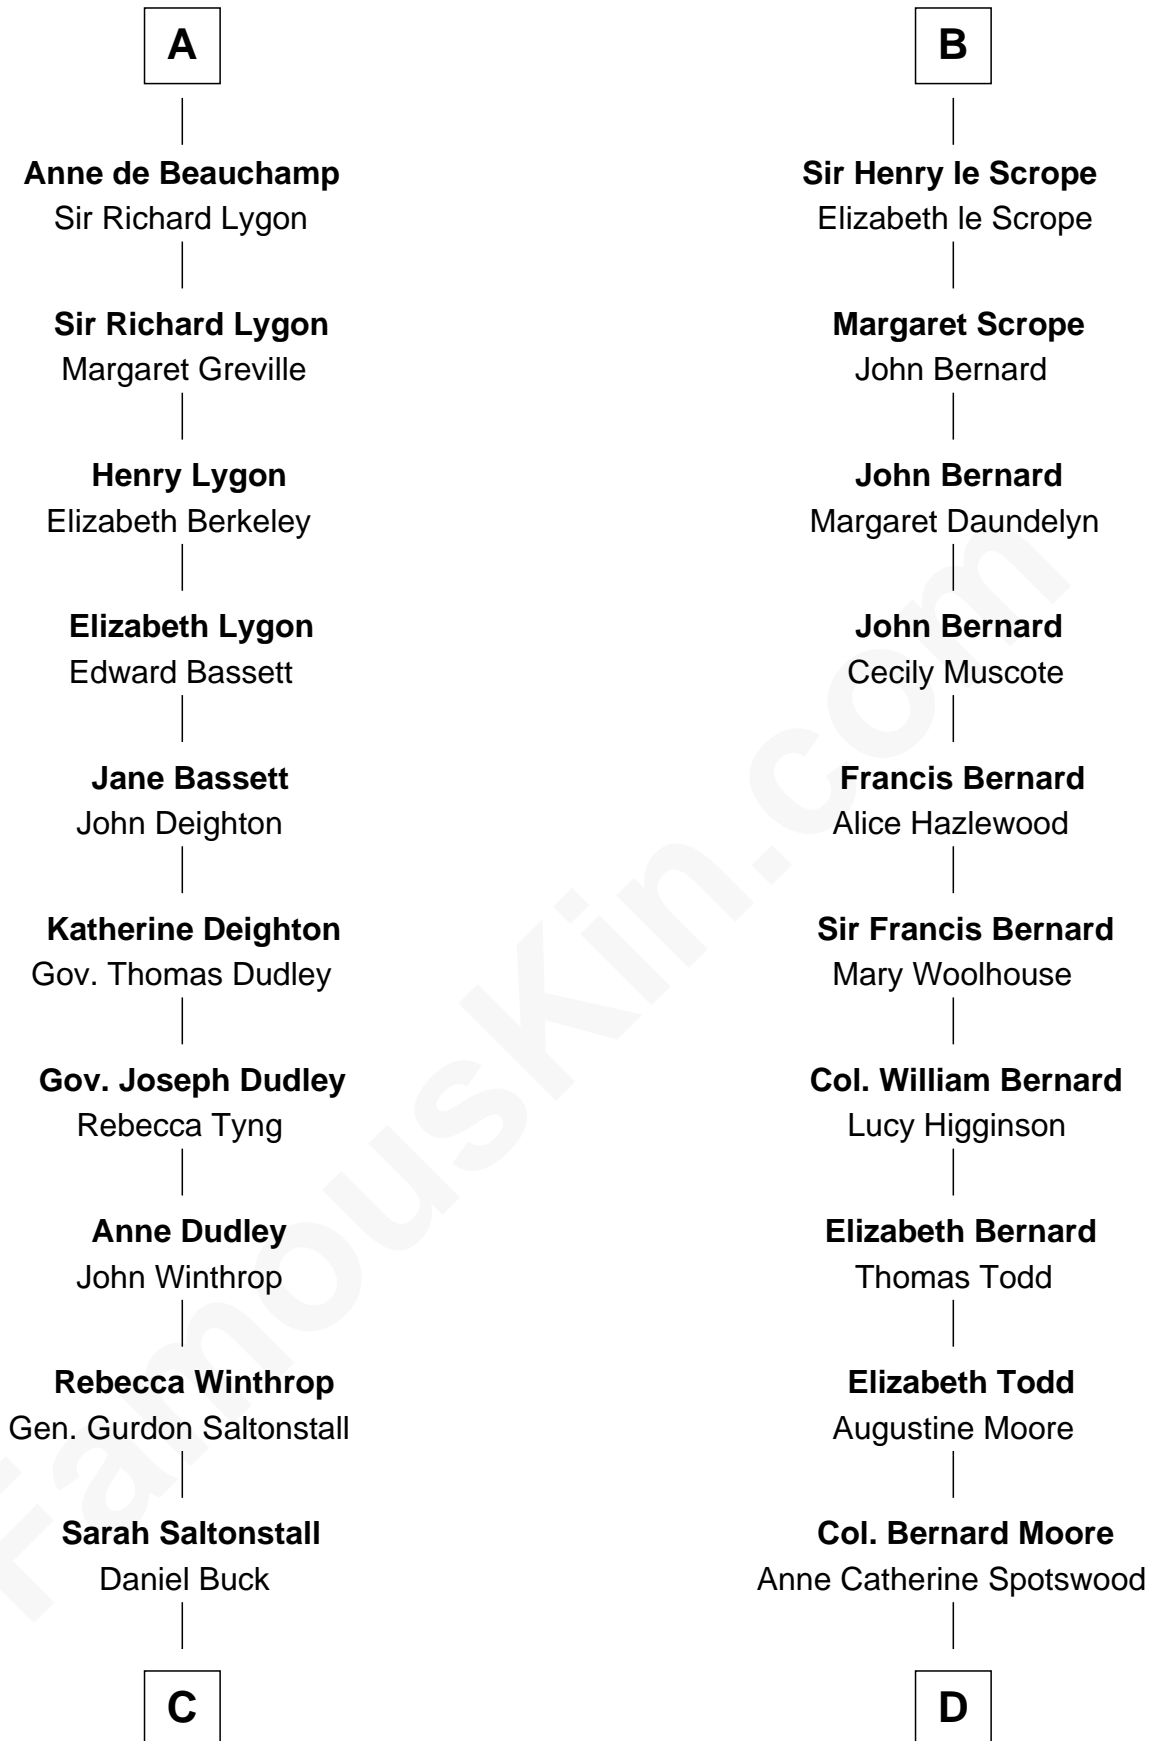 A
Anne de Beauchamp
Sir Richard Lygon
Sir Richard Lygon
Margaret Greville
Henry Lygon
Elizabeth Berkeley
Elizabeth Lygon
Edward Bassett
Jane Bassett
John Deighton
Katherine Deighton
Gov. Thomas Dudley
Gov. Joseph Dudley
Rebecca Tyng
Anne Dudley
John Winthrop
Rebecca Winthrop
Gen. Gurdon Saltonstall
Sarah Saltonstall
Daniel Buck
C
B
Sir Henry le Scrope
Elizabeth le Scrope
Margaret Scrope
John Bernard
John Bernard
Margaret Daundelyn
John Bernard
Cecily Muscote
Francis Bernard
Alice Hazlewood
Sir Francis Bernard
Mary Woolhouse
Col. William Bernard
Lucy Higginson
Elizabeth Bernard
Thomas Todd
Elizabeth Todd
Augustine Moore
Col. Bernard Moore
Anne Catherine Spotswood
D
FamousKin.com